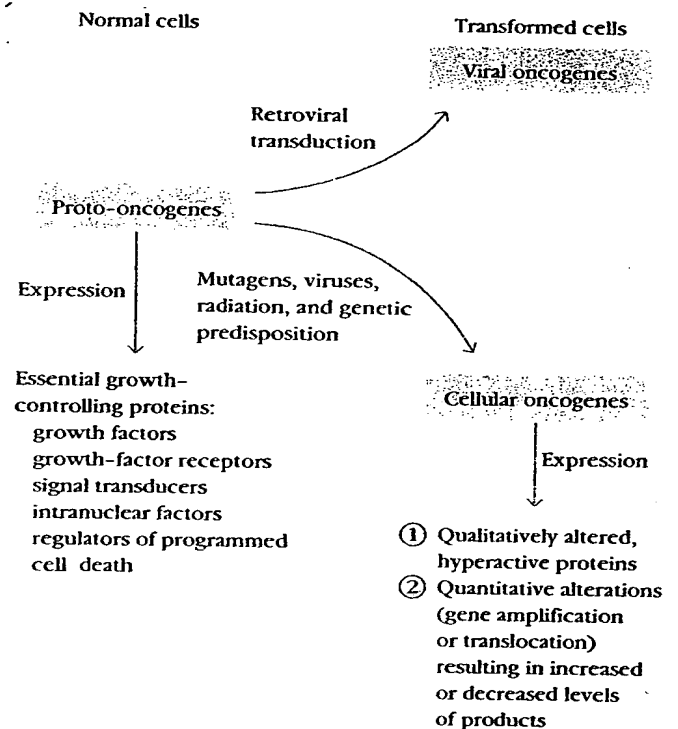 Normal cells
Transformed cells
Viral oncogenes
Retroviral
transduction
Proto-oncogenes
Expression
Mutagens, viruses,
radiation, and genetic
predisposition
Essential growth-
controlling proteins:
growth factors
growth-factor receptors
signal transducers
intranuclear factors
regulators of programmed
cell death
Cellular oncogenes
Expression
① Qualitatively altered,
hyperactive proteins
② Quantitative alterations
(gene amplification
or translocation)
resulting in increased
or decreased levels
of products